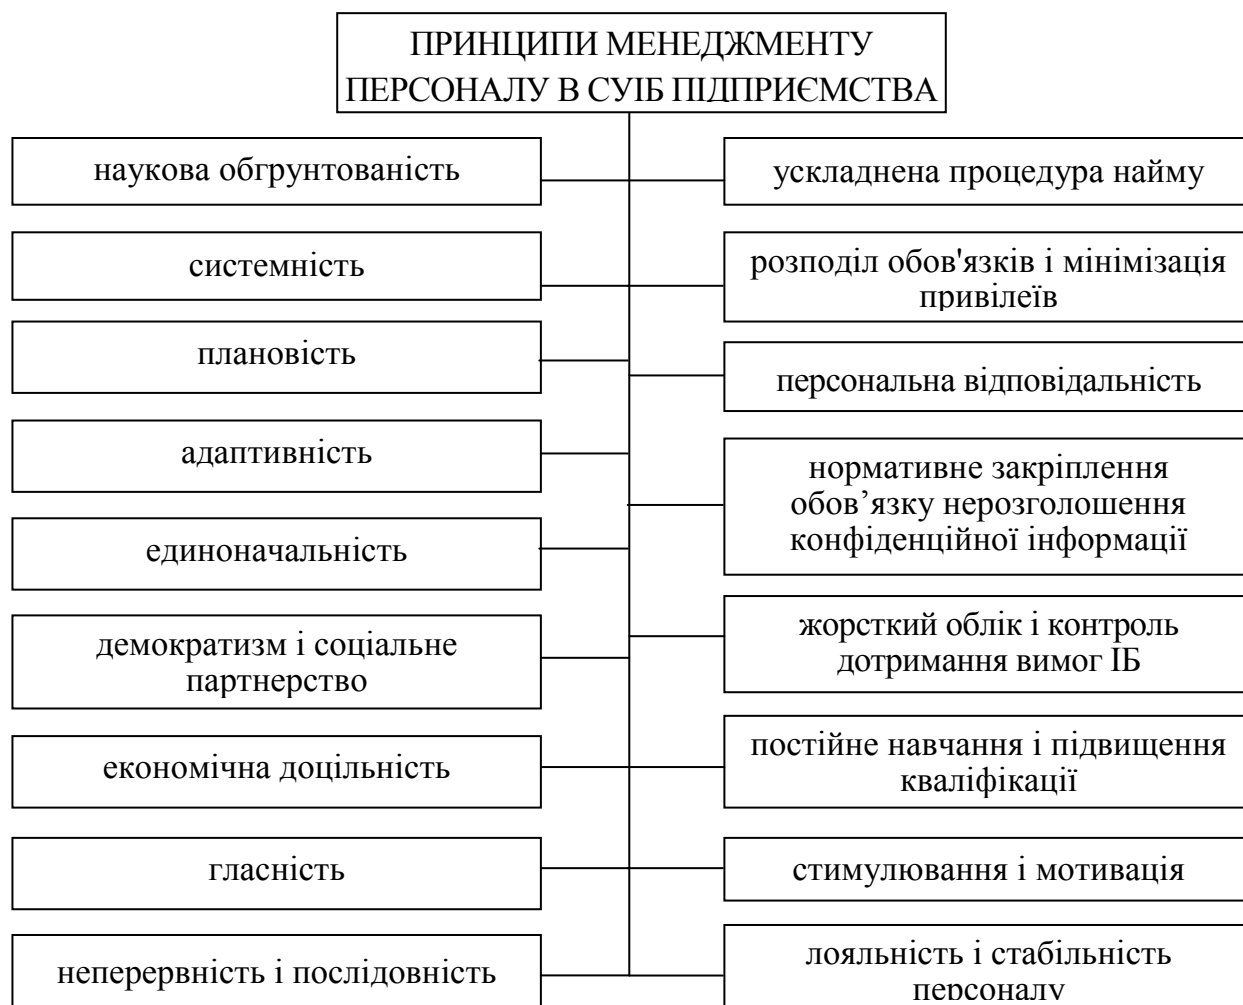 ПРИНЦИПИ МЕНЕДЖМЕНТУ
ПЕРСОНАЛУ В СУІБ ПІДПРИЄМСТВА
наукова обгрунтованість
системність
плановість
адаптивність
единоначальність
демократизм і соціальне
партнерство
економічна доцільність
гласність
неперервність і послідовність
ускладнена процедура найму
розподіл обов'язків і мінімізація
привілеїв
персональна відповідальність
нормативне закріплення
обов’язку нерозголошення
конфіденційної інформації
жорсткий облік і контроль
дотримання вимог ІБ
постійне навчання і підвищення
кваліфікації
стимулювання і мотивація
лояльність і стабільність
персоналу